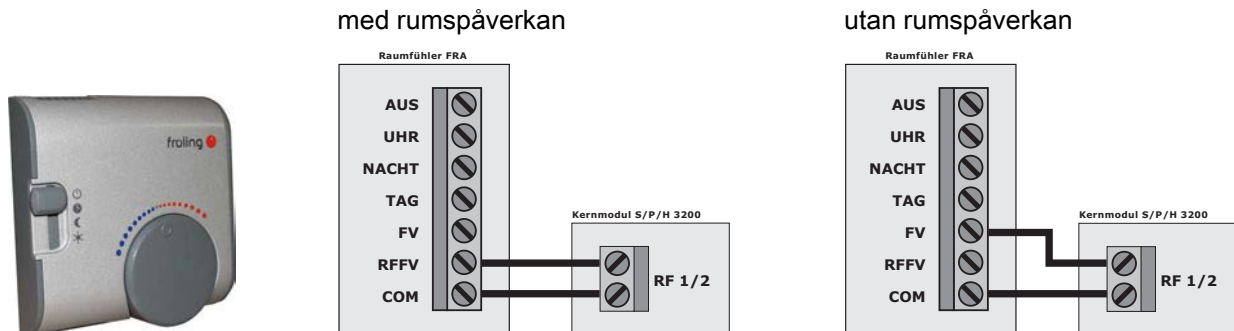 med rumspåverkan
Raumfühler FRA
AUS
UHR
NACHT
TAG
FV
RFFV
COM
Kernmodul S/P/H 3200
RF 1/2
utan rumspåverkan
Raumfühler FRA
AUS
UHR
NACHT
TAG
FV
RFFV
COM
Kernmodul S/P/H 3200
RF 1/2
froling